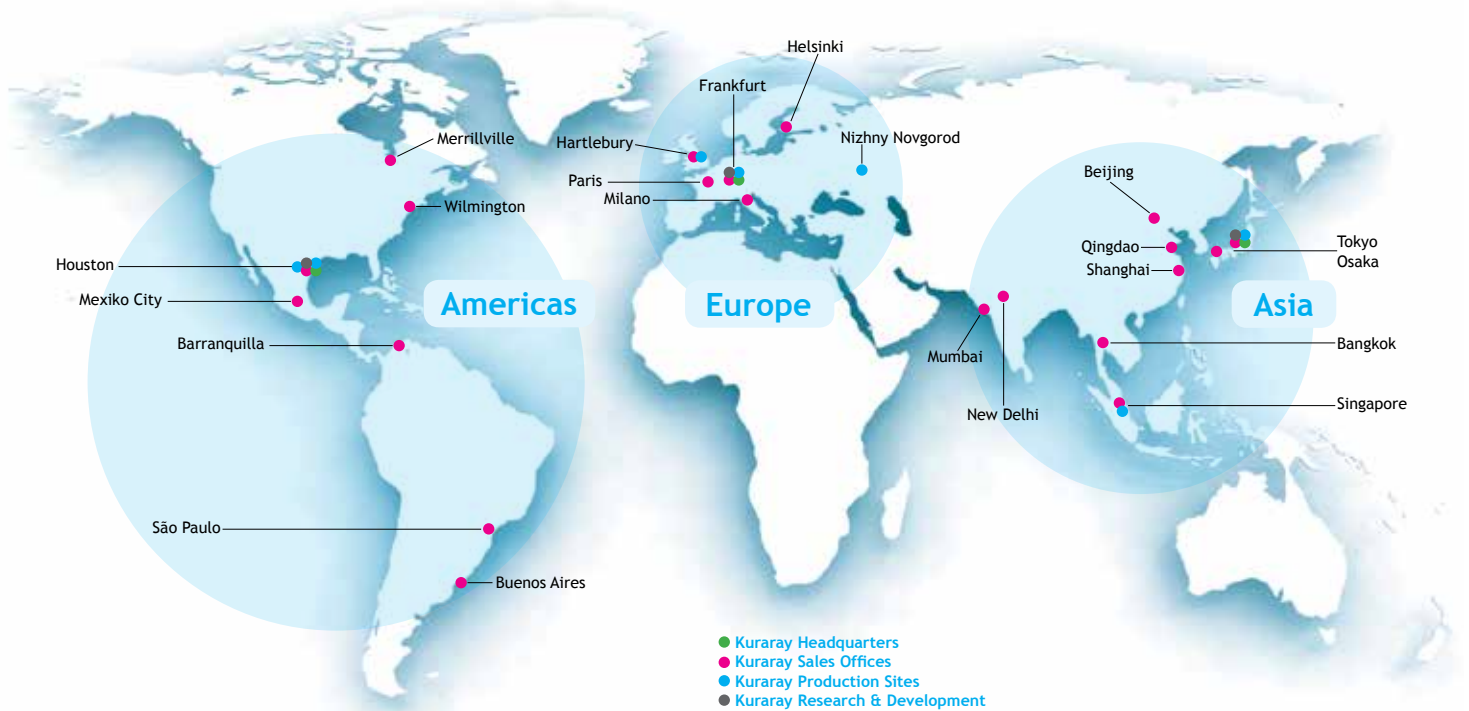 Helsinki
Frankfurt
Merrillville
Hartlebury
Nizhny Novgorod
Paris
Beijing
Milano
Wilmington
Qingdao
Tokyo
Osaka
Houston
Shanghai
Mexiko City
Americas
Europe
Asia
Barranquilla
Mumbai
Bangkok
New Delhi
Singapore
São Paulo
Buenos Aires
Kuraray Headquarters
Kuraray Sales Offices
Kuraray Production Sites
Kuraray Research & Development